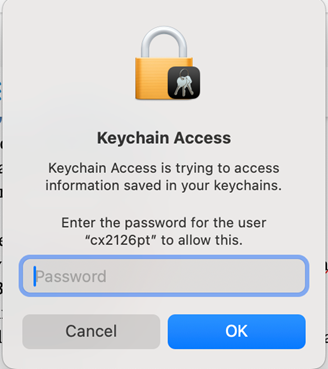 Keychain Access
Keychain Access is trying to access
information saved in your keychains.
Enter the password for the user
“cx2126pt” to allow this.
Password
Cancel
OK